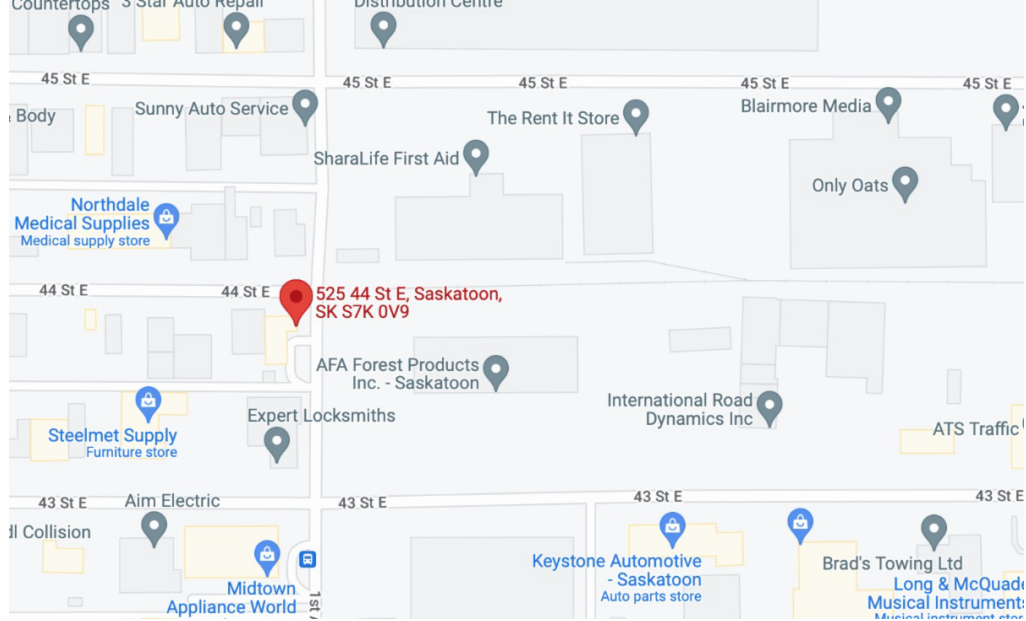 Countertops
3 Star Auto Repair
Distribution Centre
45 St E
45 St E
45 St E
45 St E
45 St E
& Body
Sunny Auto Service
The Rent It Store
Blairmore Media
SharaLife First Aid
Only Oats
Northdale
Medical Supplies
Medical supply store
44 St E
44 St E
525 44 St E, Saskatoon,
SK S7K 0V9
AFA Forest Products
Inc. - Saskatoon
International Road
Dynamics Inc
ATS Traffic
Expert Locksmiths
Steelmet Supply
Furniture store
43 St E
43 St E
43 St E
43 St E
Aim Electric
Collision
Keystone Automotive
- Saskatoon
Auto parts store
Brad's Towing Ltd
Midtown
Appliance World
Long & McQuade
Musical Instruments
Musical instrument
1st